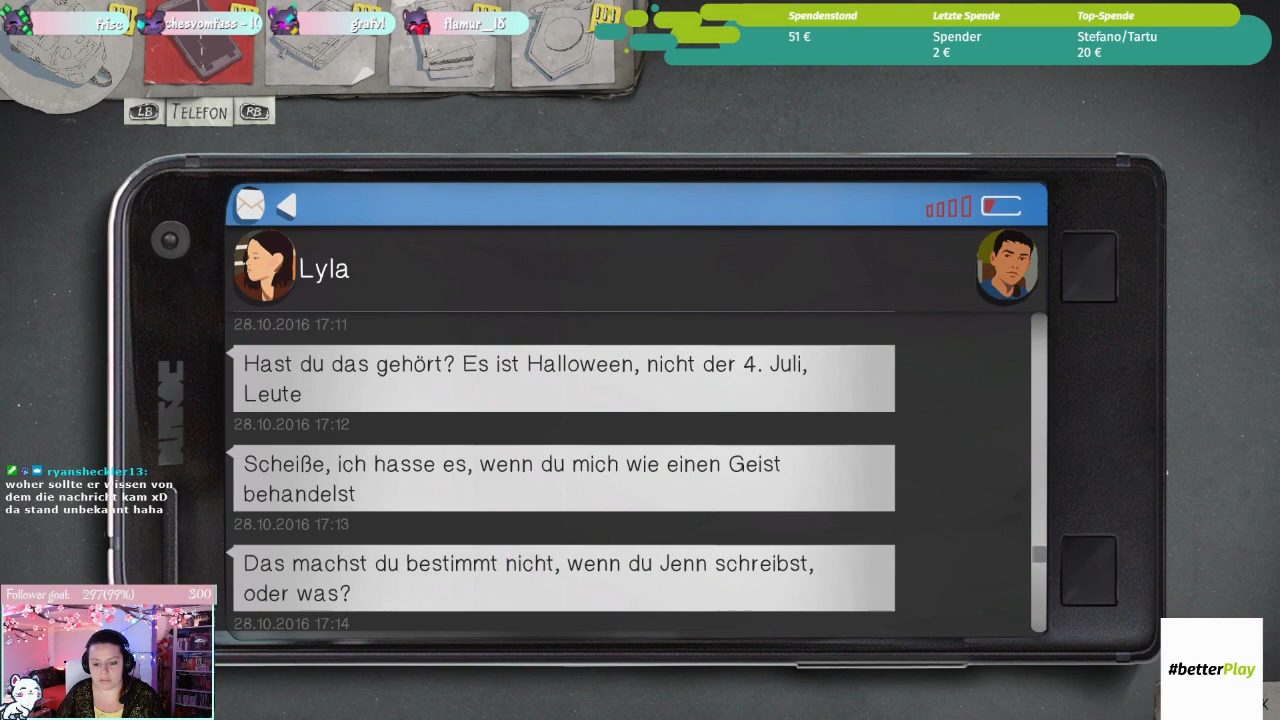 frisc
chesvomfass - 10
grafvl
flamur__18
Spendenstand
Letzte Spende
Top-Spende
51 €
Spender
2 €
Stefano/Tartu
20 €
LB
TELEFON
RB
Lyla
28.10.2016 17:11
Hast du das gehört? Es ist Halloween, nicht der 4. Juli,
Leute
28.10.2016 17:12
Scheiße, ich hasse es, wenn du mich wie einen Geist
behandelst
28.10.2016 17:13
Das machst du bestimmt nicht, wenn du Jenn schreibst,
oder was?
28.10.2016 17:14
ryansheckler13:
woher sollte er wissen von
dem die nachricht kam xD
da stand unbekannt haha
Follower goal: 297(99%) 300
#betterPlay